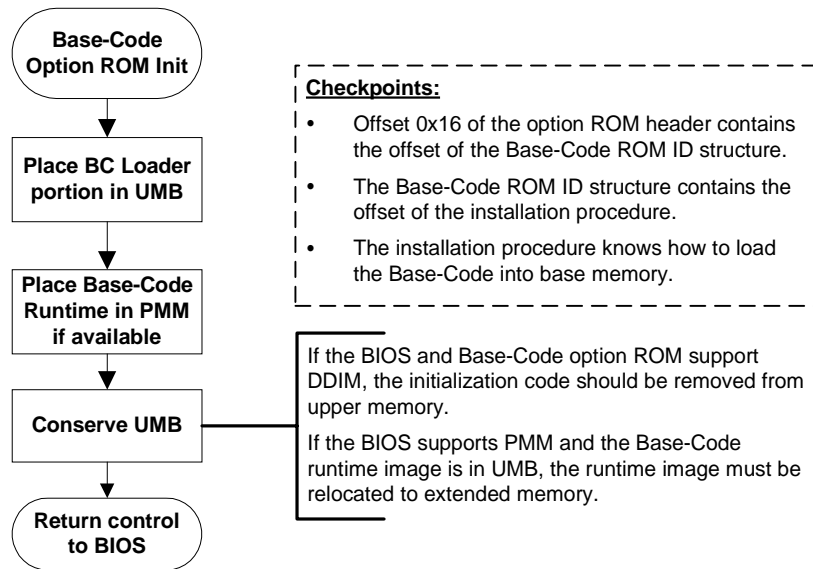 Base-Code
Option ROM Init
Place BC Loader
portion in UMB
Place Base-Code
Runtime in PMM
if available
Conserve UMB
Return control
to BIOS
Checkpoints:
• Offset 0x16 of the option ROM header contains
the offset of the Base-Code ROM ID structure.
• The Base-Code ROM ID structure contains the
offset of the installation procedure.
• The installation procedure knows how to load
the Base-Code into base memory.
If the BIOS and Base-Code option ROM support
DDIM, the initialization code should be removed from
upper memory.
If the BIOS supports PMM and the Base-Code
runtime image is in UMB, the runtime image must be
relocated to extended memory.